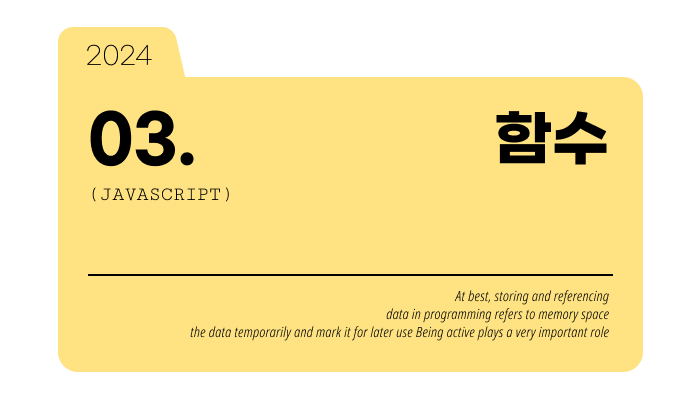 2024
03.
함수
(JAVASCRIPT)
At best, storing and referencing
data in programming refers to memory space
the data temporarily and mark it for later use Being active plays a very important role